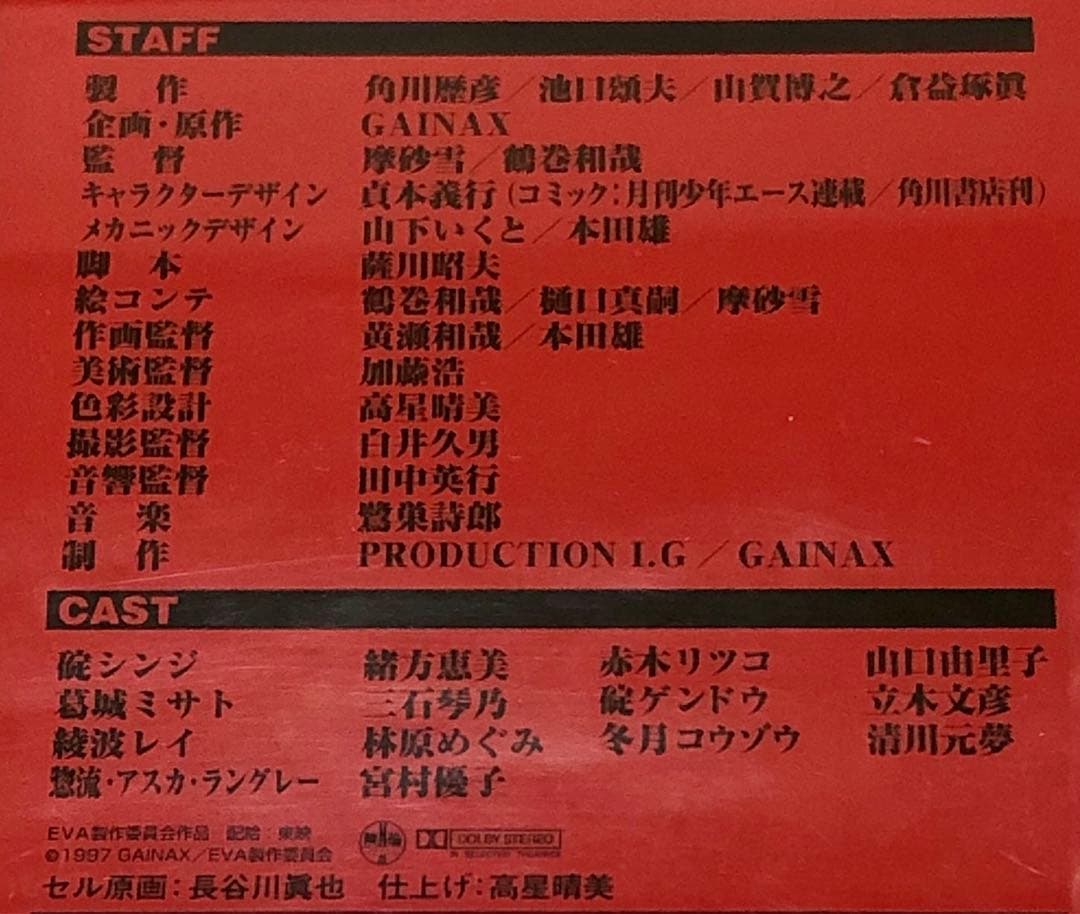 STAFF
製 作 角川歴彦／池口頌夫／山賀博之／倉益琢眞
企画・原作 GAINAX
監 督 摩砂雪／鶴巻和哉
キャラクターデザイン 貞本義行(コミック:月刊少年エース連載／角川書店刊)
メカニックデザイン 山下いくと／本田雄
脚 本 薩川昭夫
絵コンテ 鶴巻和哉／樋口真嗣／摩砂雪
作画監督 黄瀬和哉／本田雄
美術監督 加藤浩
色彩設計 高星晴美
撮影監督 白井久男
音響監督 田中英行
音 楽 鷺巣詩郎
制 作 PRODUCTION I.G／GAINAX
CAST
碇シンジ 緒方恵美 赤木リツコ 山口由里子
葛城ミサト 三石琴乃 碇ゲンドウ 立木文彦
綾波レイ 林原めぐみ 冬月コウゾウ 清川元夢
惣流・アスカ・ラングレー 宮村優子
EVA製作委員会作品 配給:東映
©1997 GAINAX／EVA製作委員会
DOLBY STEREO
IN SELECTED THEATRES
セル原画:長谷川眞也 仕上げ:高星晴美